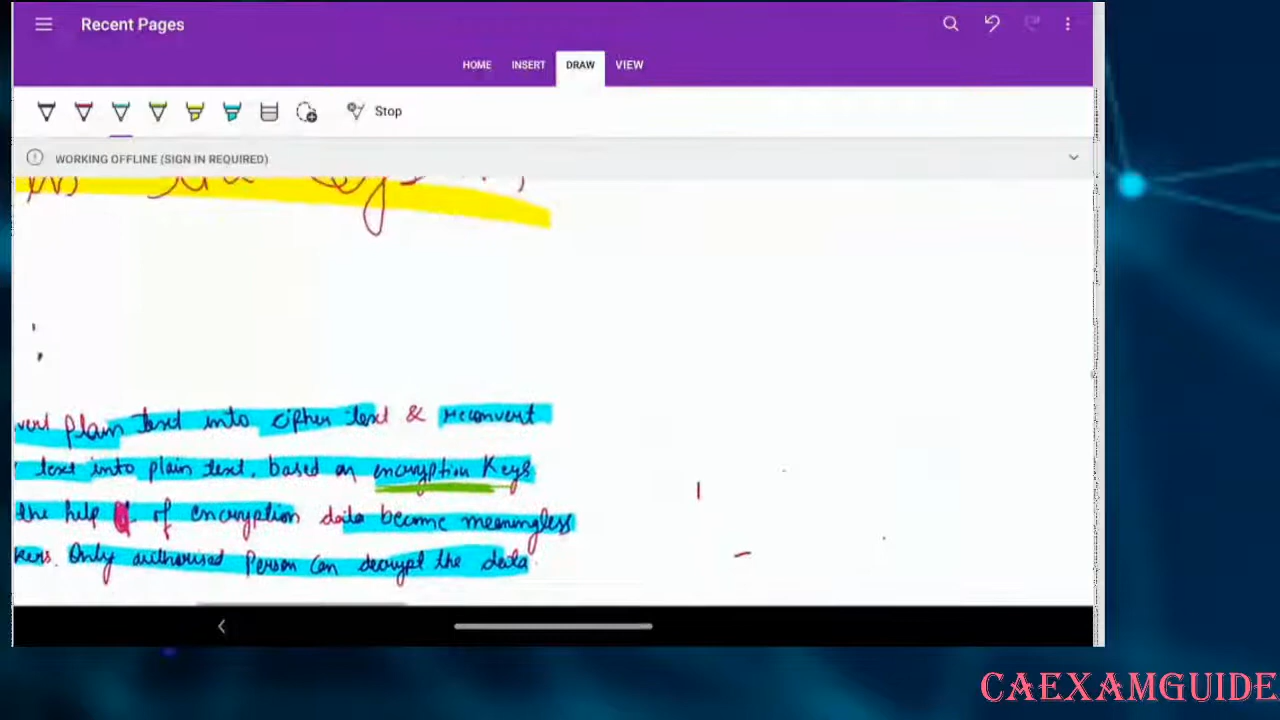 Recent Pages
HOME INSERT DRAW VIEW
Stop
WORKING OFFLINE (SIGN IN REQUIRED)
vert plain text into cipher text & reconvert
text into plain text. based on encryption Keys
the help of encryption data become meaningless
kers. Only authorised Person Can decrypt the data
CAEXAMGUIDE